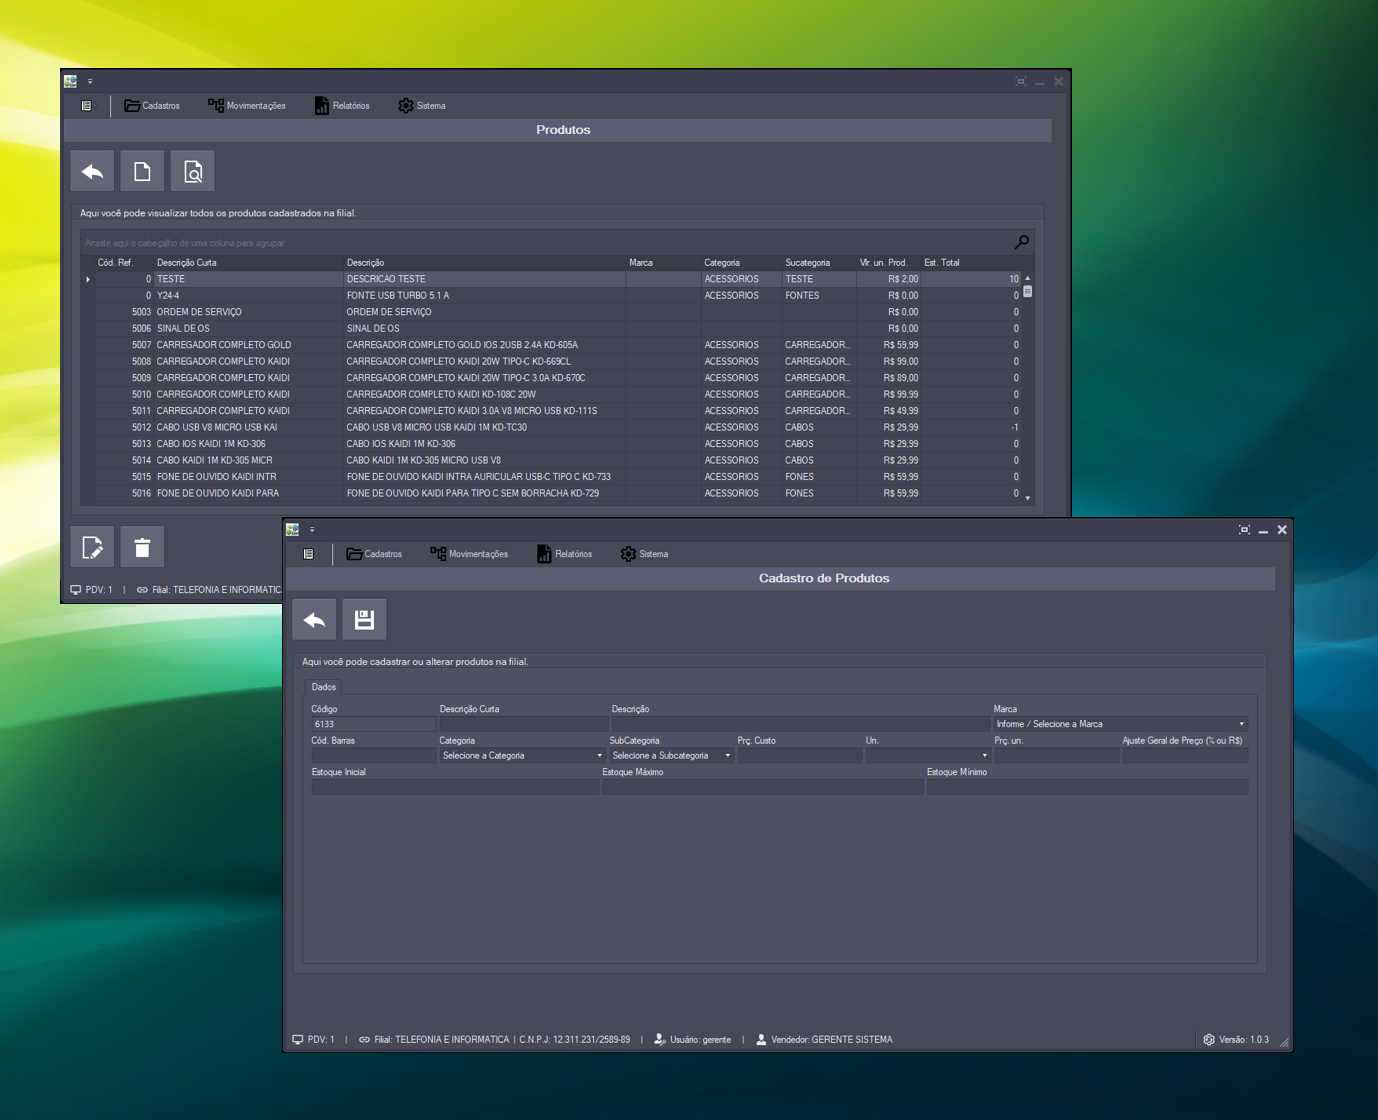 Cadastros Movimentações Relatórios Sistema
Produtos
Aqui você pode visualizar todos os produtos cadastrados na filial.
Arraste aqui o cabeçalho de uma coluna para agrupar
Cód. Ref. Descrição Curta Descrição Marca Categoria Sucategoria Vlr. un. Prod. Est. Total
0 TESTE DESCRICAO TESTE ACESSORIOS TESTE R$ 2,00 10
0 Y24-4 FONTE USB TURBO 5.1 A ACESSORIOS FONTES R$ 0,00 0
5003 ORDEM DE SERVIÇO ORDEM DE SERVIÇO R$ 0,00 0
5006 SINAL DE OS SINAL DE OS R$ 0,00 0
5007 CARREGADOR COMPLETO GOLD CARREGADOR COMPLETO GOLD IOS 2USB 2.4A KD-605A ACESSORIOS CARREGADOR... R$ 59,99 0
5008 CARREGADOR COMPLETO KAIDI CARREGADOR COMPLETO KAIDI 20W TIPO-C KD-669CL ACESSORIOS CARREGADOR... R$ 99,00 0
5009 CARREGADOR COMPLETO KAIDI CARREGADOR COMPLETO KAIDI 20W TIPO-C 3.0A KD-670C ACESSORIOS CARREGADOR... R$ 89,00 0
5010 CARREGADOR COMPLETO KAIDI CARREGADOR COMPLETO KAIDI KD-108C 20W ACESSORIOS CARREGADOR... R$ 99,99 0
5011 CARREGADOR COMPLETO KAIDI CARREGADOR COMPLETO KAIDI 3.0A V8 MICRO USB KD-111S ACESSORIOS CARREGADOR... R$ 49,99 0
5012 CABO USB V8 MICRO USB KAI CABO USB V8 MICRO USB KAIDI 1M KD-TC30 ACESSORIOS CABOS R$ 29,99 -1
5013 CABO IOS KAIDI 1M KD-306 CABO IOS KAIDI 1M KD-306 ACESSORIOS CABOS R$ 29,99 0
5014 CABO KAIDI 1M KD-305 MICR CABO KAIDI 1M KD-305 MICRO USB V8 ACESSORIOS CABOS R$ 29,99 0
5015 FONE DE OUVIDO KAIDI INTR FONE DE OUVIDO KAIDI INTRA AURICULAR USB-C TIPO C KD-733 ACESSORIOS FONES R$ 59,99 0
5016 FONE DE OUVIDO KAIDI PARA FONE DE OUVIDO KAIDI PARA TIPO C SEM BORRACHA KD-729 ACESSORIOS FONES R$ 59,99 0
PDV: 1 | Filial: TELEFONIA E INFORMATIC
Cadastros Movimentações Relatórios Sistema
Cadastro de Produtos
Aqui você pode cadastrar ou alterar produtos na filial.
Dados
Código Descrição Curta Descrição Marca
6133 Informe / Selecione a Marca
Cód. Barras Categoria SubCategoria Prç. Custo Un. Prç. un. Ajuste Geral de Preço (% ou R$)
Selecione a Categoria Selecione a Subcategoria
Estoque Inicial Estoque Máximo Estoque Mínimo
PDV: 1 | Filial: TELEFONIA E INFORMATICA | C.N.P.J: 12.311.231/2589-89 | Usuário: gerente | Vendedor: GERENTE SISTEMA Versão: 1.0.3